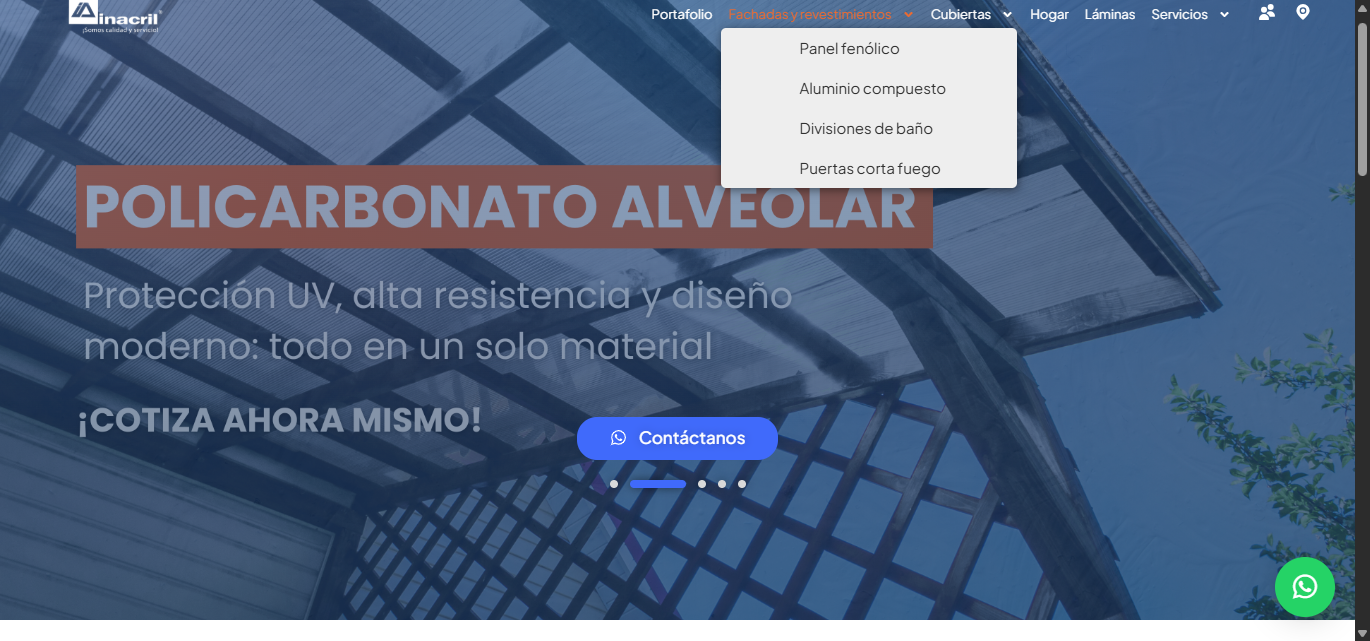 inacril
¡Somos calidad y servicio!
Portafolio
Fachadas y revestimientos
Cubiertas
Hogar
Láminas
Servicios
Panel fenólico
Aluminio compuesto
Divisiones de baño
Puertas corta fuego
POLICARBONATO ALVEOLAR
Protección UV, alta resistencia y diseño
moderno: todo en un solo material
¡COTIZA AHORA MISMO!
Contáctanos